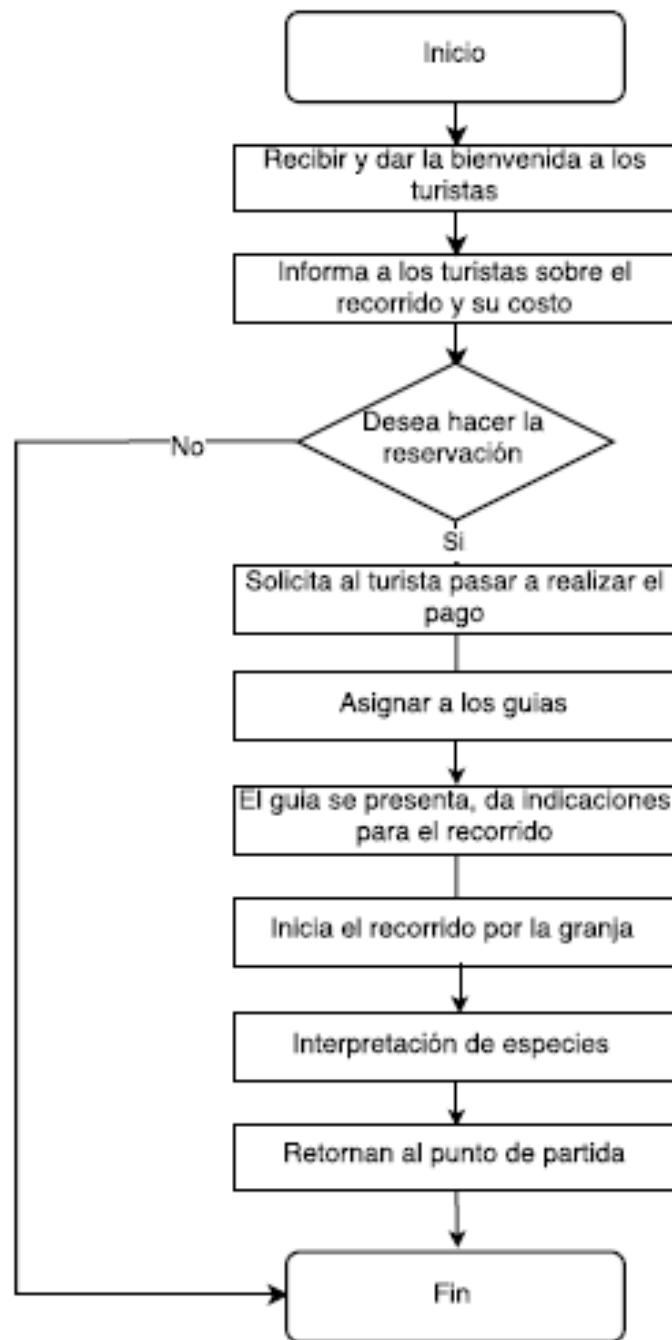 Inicio
Recibir y dar la bienvenida a los
turistas
Informa a los turistas sobre el
recorrido y su costo
Desea hacer la
reservación
No
Si
Solicita al turista pasar a realizar el
pago
Asignar a los guias
El guia se presenta, da indicaciones
para el recorrido
Inicia el recorrido por la granja
Interpretación de especies
Retornan al punto de partida
Fin